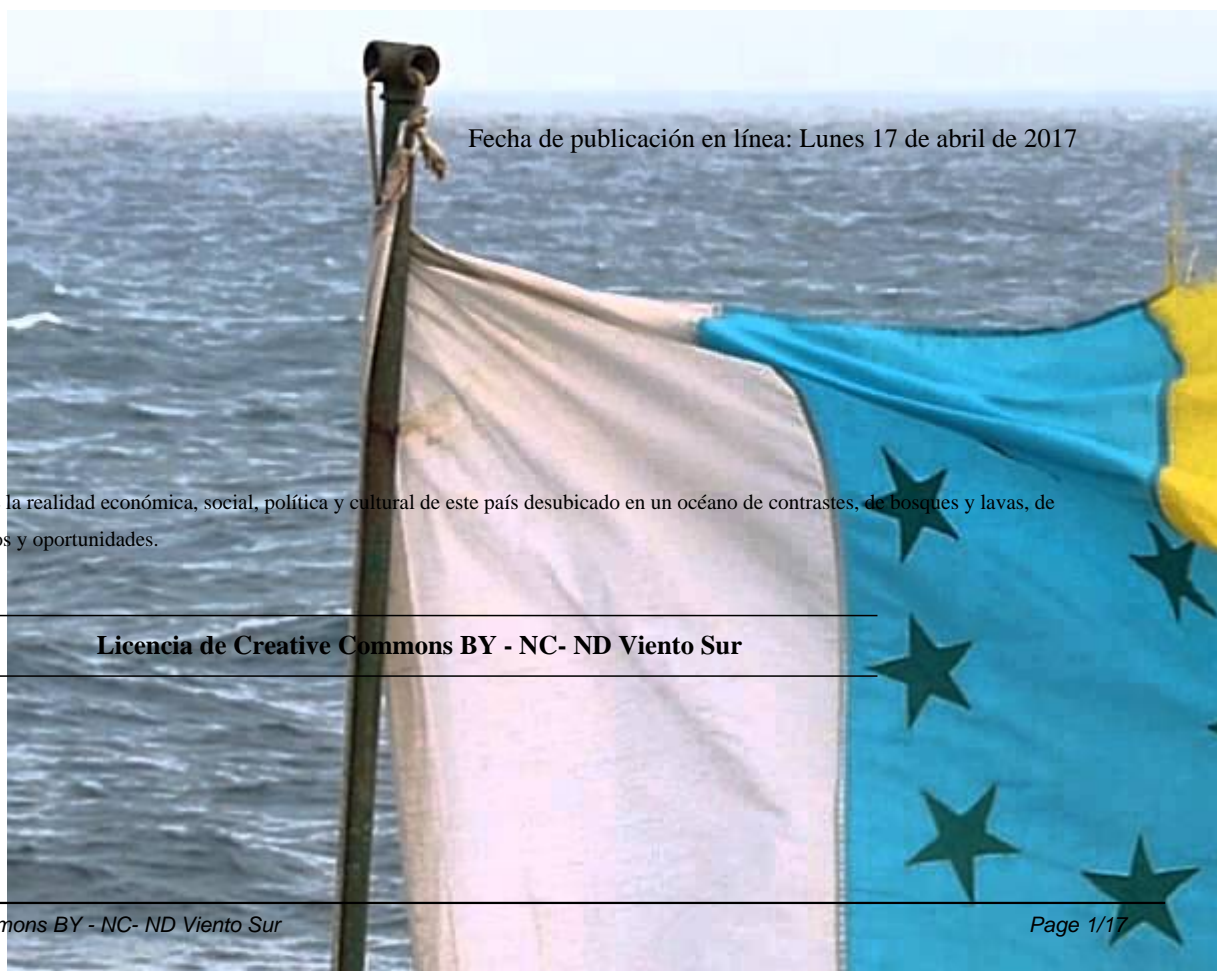 Fecha de publicación en línea: Lunes 17 de abril de 2017
la realidad económica, social, política y cultural de este país desubicado en un océano de contrastes, de bosques y lavas, de
os y oportunidades.
Licencia de Creative Commons BY - NC- ND Viento Sur
mons BY - NC- ND Viento Sur
Page 1/17